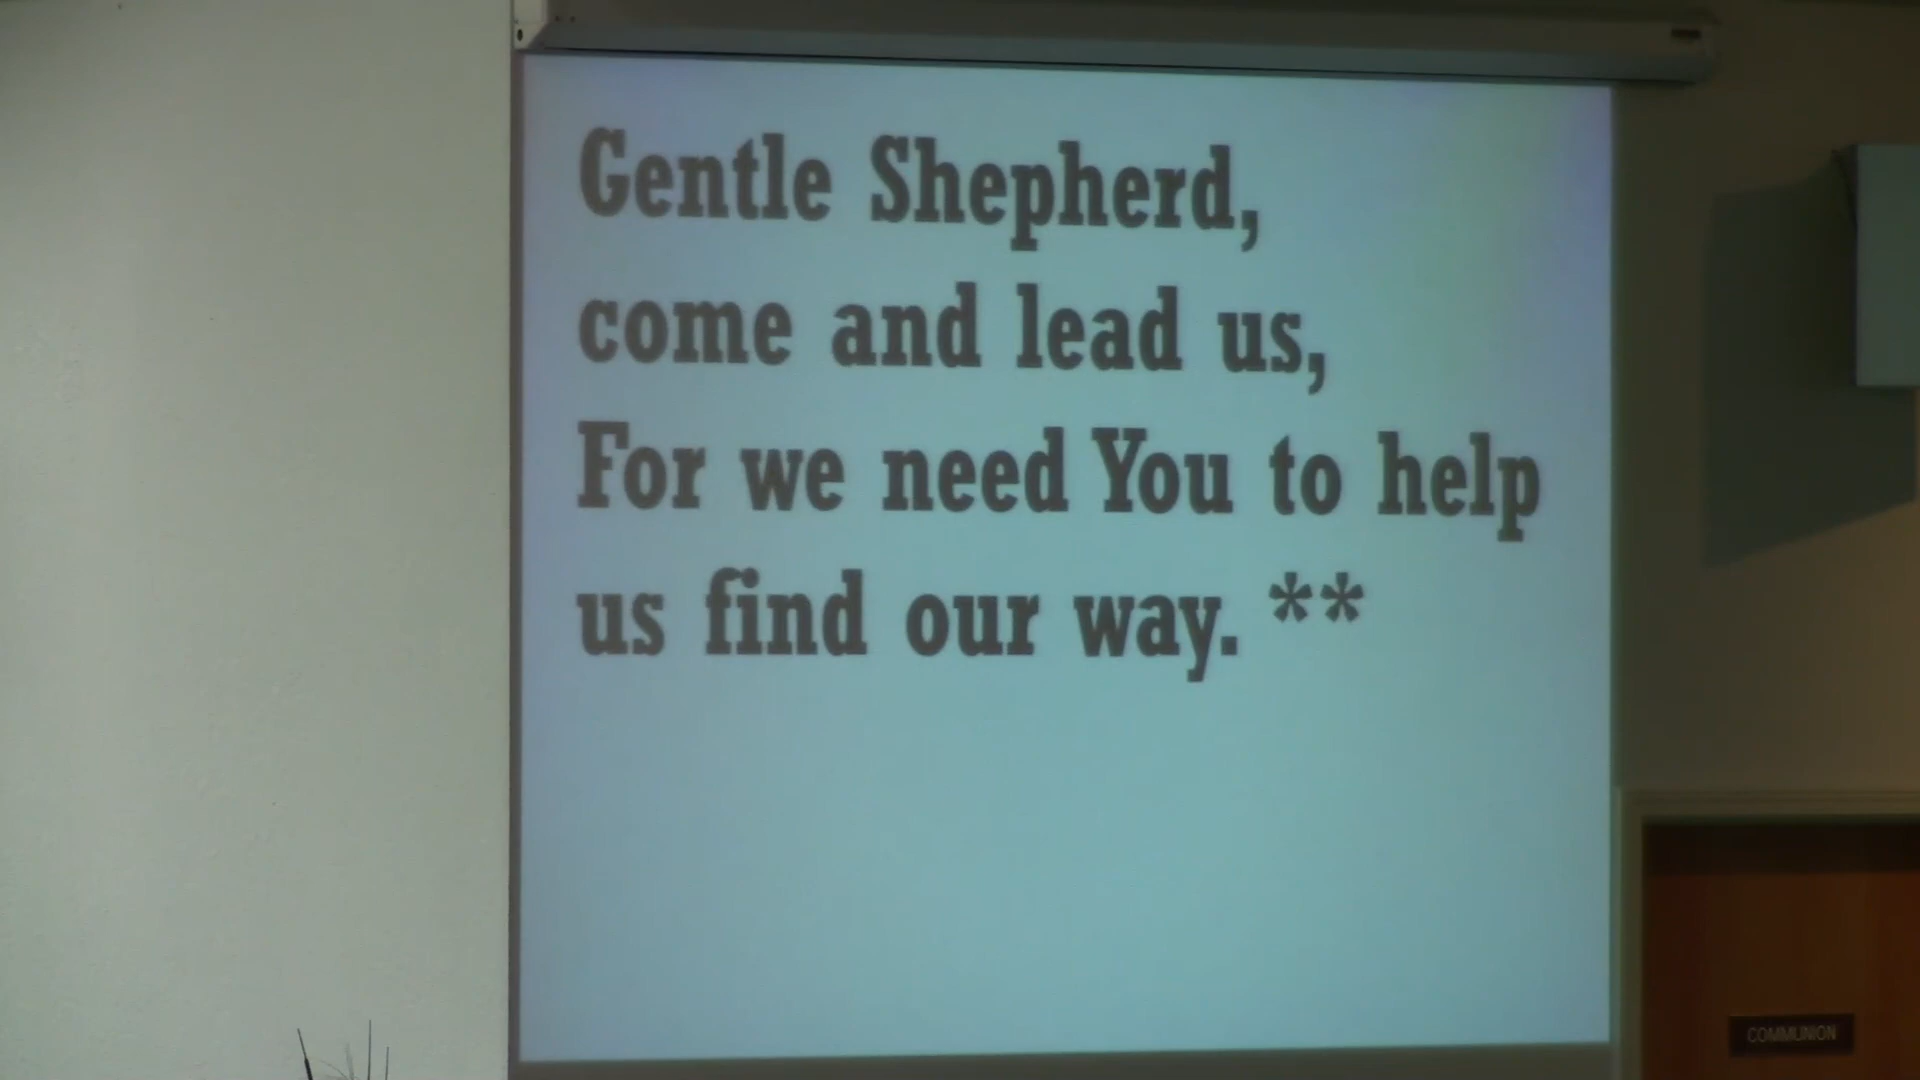 Gentle Shepherd,
come and lead us,
For we need You to help
us find our way. **
COMMUNION